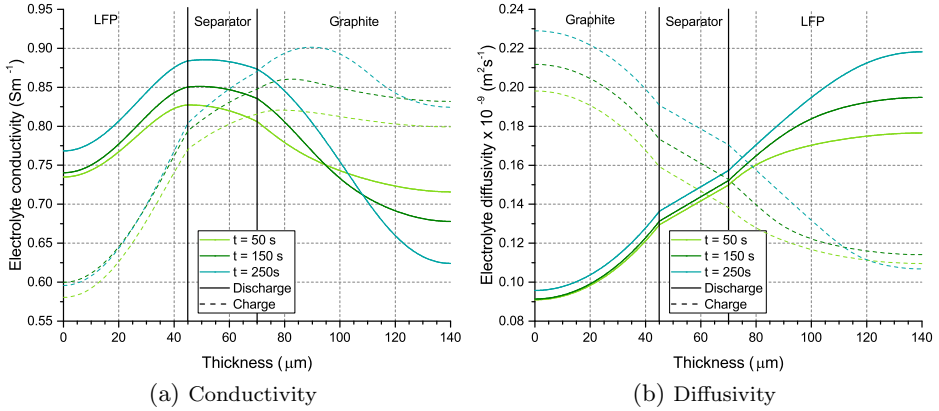 LFP Separator Graphite
Electrolyte conductivity (Sm⁻¹)
0.95
0.90
0.85
0.80
0.75
0.70
0.65
0.60
0.55
t = 50 s
t = 150 s
t = 250s
Discharge
Charge
0 20 40 60 80 100 120 140
Thickness (μm)
(a) Conductivity
Graphite Separator LFP
Electrolyte diffusivity x 10⁻⁹ (m²s⁻¹)
0.24
0.22
0.20
0.18
0.16
0.14
0.12
0.10
0.08
t = 50 s
t = 150 s
t = 250s
Discharge
Charge
0 20 40 60 80 100 120 140
Thickness (μm)
(b) Diffusivity